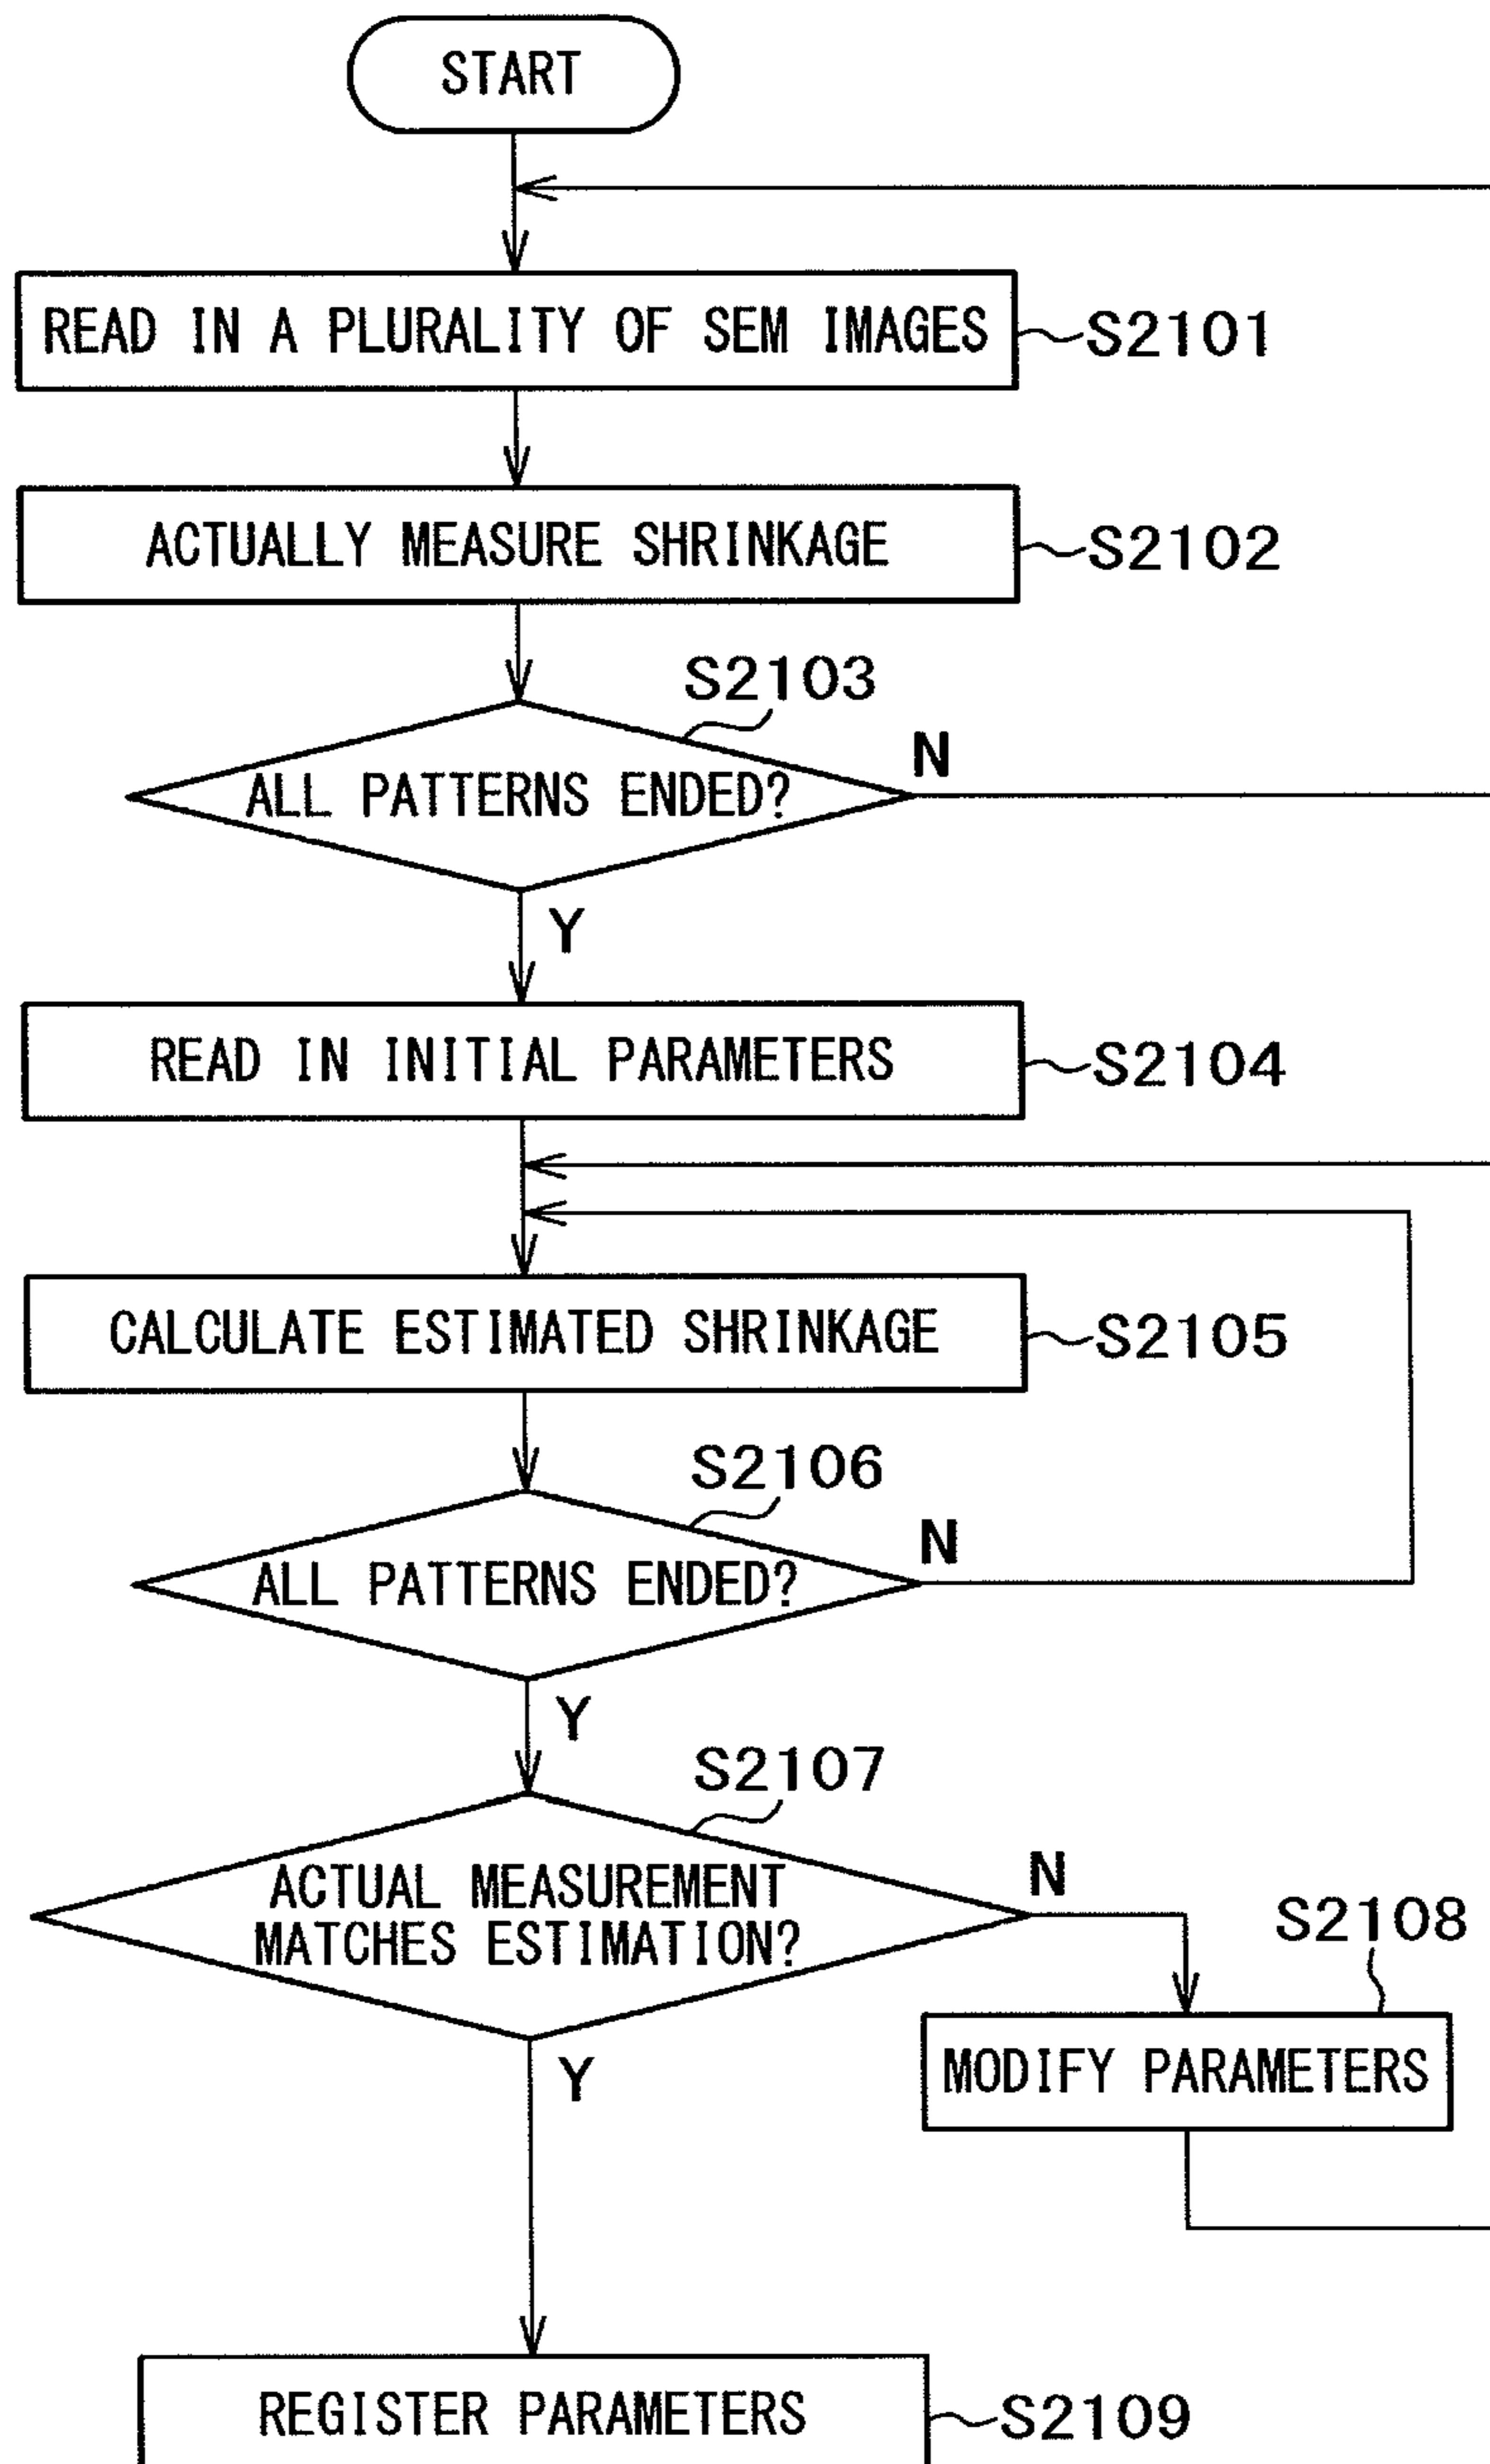 START
READ IN A PLURALITY OF SEM IMAGES
S2101
ACTUALLY MEASURE SHRINKAGE
S2102
S2103
ALL PATTERNS ENDED?
N
Y
READ IN INITIAL PARAMETERS
S2104
CALCULATE ESTIMATED SHRINKAGE
S2105
S2106
ALL PATTERNS ENDED?
N
Y
S2107
ACTUAL MEASUREMENT
MATCHES ESTIMATION?
N
S2108
MODIFY PARAMETERS
Y
REGISTER PARAMETERS
S2109